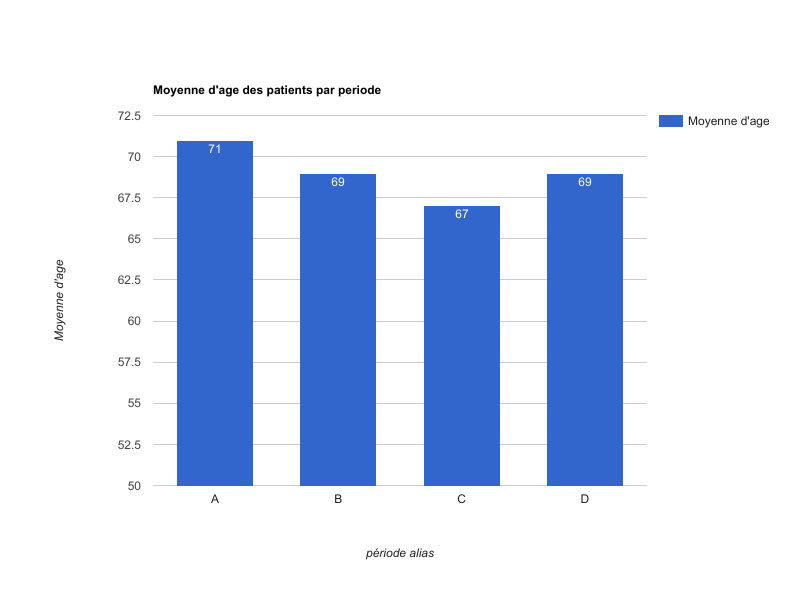 Moyenne d'age des patients par periode
72.5
70
67.5
65
62.5
60
57.5
55
52.5
50
Moyenne d'age
71
69
67
69
A B C D
période alias
Moyenne d'age